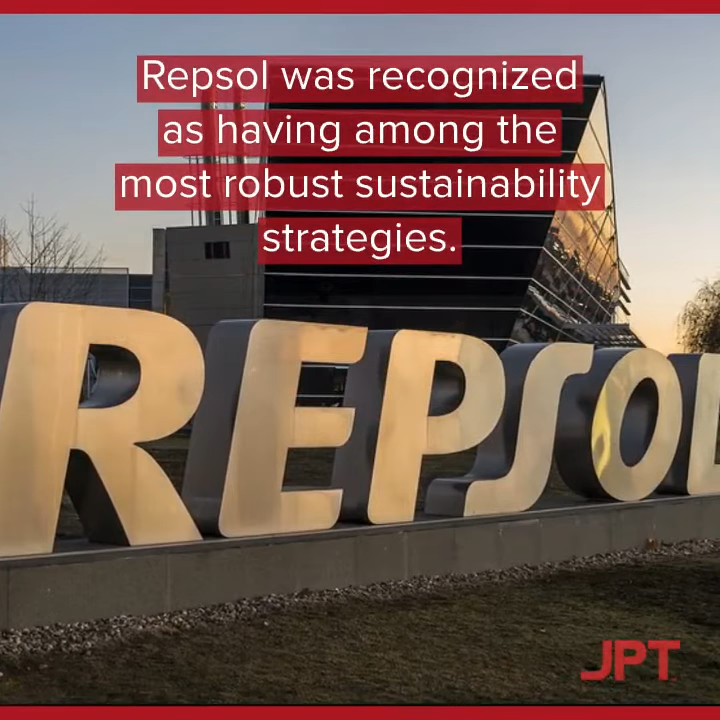 Repsol was recognized
as having among the
most robust sustainability
strategies.
REPSOL
JPT